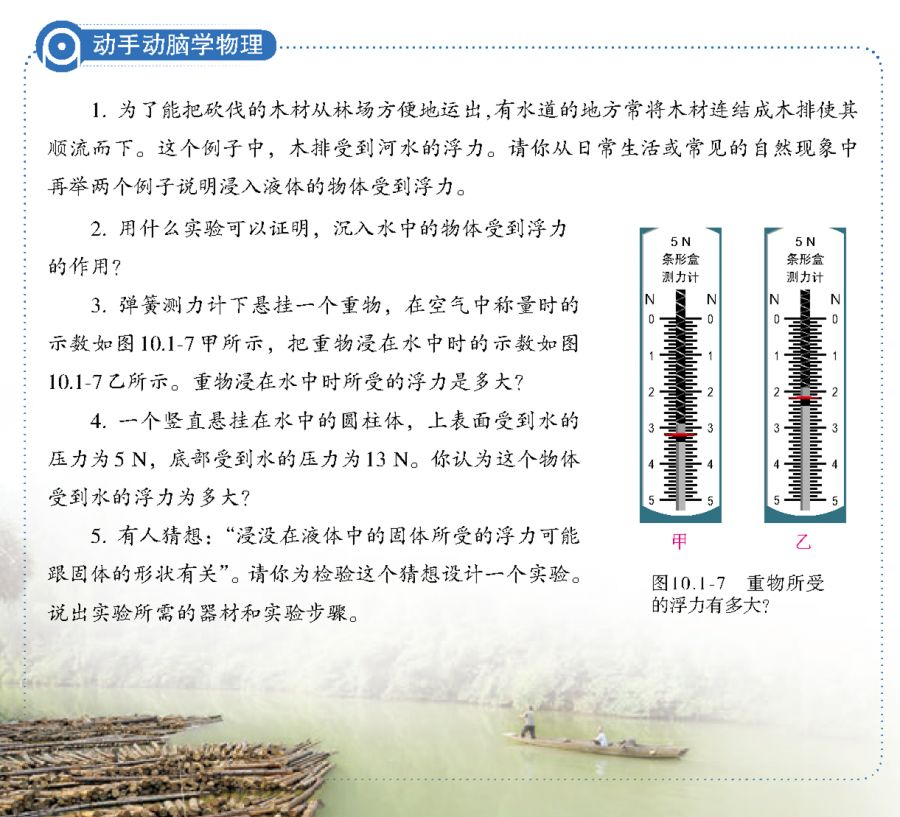 动手动脑学物理
1. 为了能把砍伐的木材从林场方便地运出,有水道的地方常将木材连结成木排使其
顺流而下。这个例子中，木排受到河水的浮力。请你从日常生活或常见的自然现象中
再举两个例子说明浸入液体的物体受到浮力。
2. 用什么实验可以证明，沉入水中的物体受到浮力
的作用？
3. 弹簧测力计下悬挂一个重物，在空气中称量时的
示数如图10.1-7甲所示，把重物浸在水中时的示数如图
10.1-7乙所示。重物浸在水中时所受的浮力是多大？
4. 一个竖直悬挂在水中的圆柱体，上表面受到水的
压力为5 N，底部受到水的压力为13 N。你认为这个物体
受到水的浮力为多大？
5. 有人猜想：“浸没在液体中的固体所受的浮力可能
跟固体的形状有关”。请你为检验这个猜想设计一个实验。
说出实验所需的器材和实验步骤。
5 N
条形盒
测力计
N N
0 0
1 1
2 2
3 3
4 4
5 5
甲
5 N
条形盒
测力计
N N
0 0
1 1
2 2
3 3
4 4
5 5
乙
图10.1-7 重物所受
的浮力有多大？